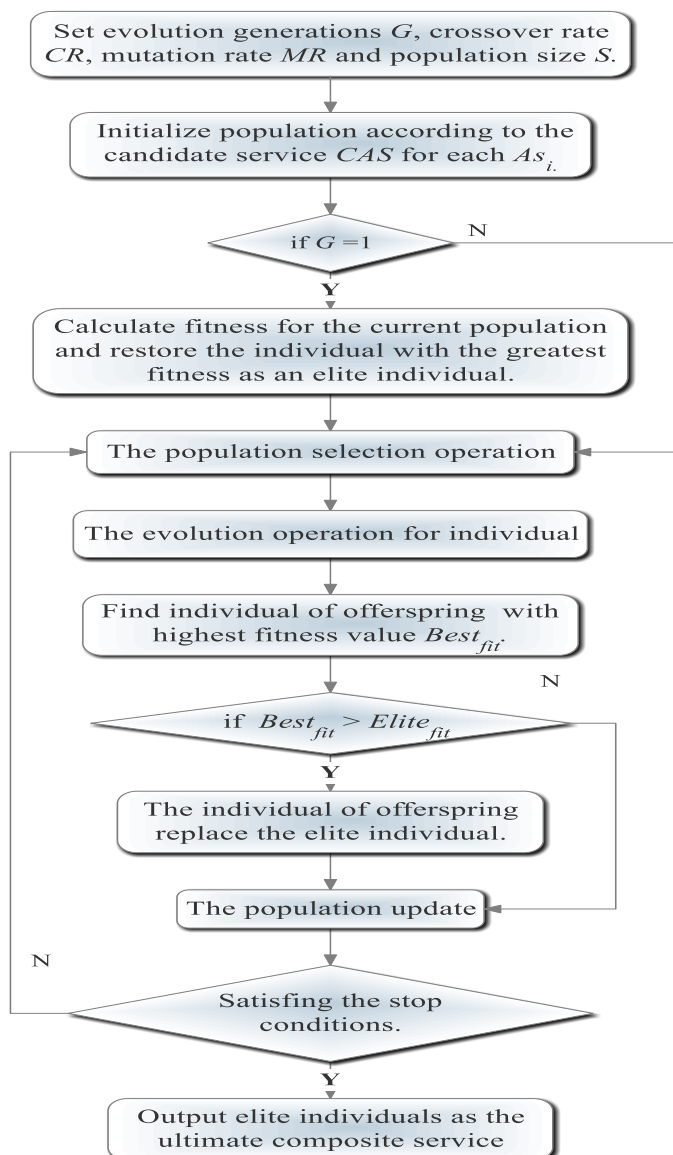 Set evolution generations G, crossover rate
CR, mutation rate MR and population size S.
Initialize population according to the
candidate service CAS for each As_i.
if G =1
N
Y
Calculate fitness for the current population
and restore the individual with the greatest
fitness as an elite individual.
The population selection operation
The evolution operation for individual
Find individual of offspring with
highest fitness value Best_fit.
N
if Best_fit > Elite_fit
Y
The individual of offspring
replace the elite individual.
The population update
N
Satisfing the stop
conditions.
Y
Output elite individuals as the
ultimate composite service